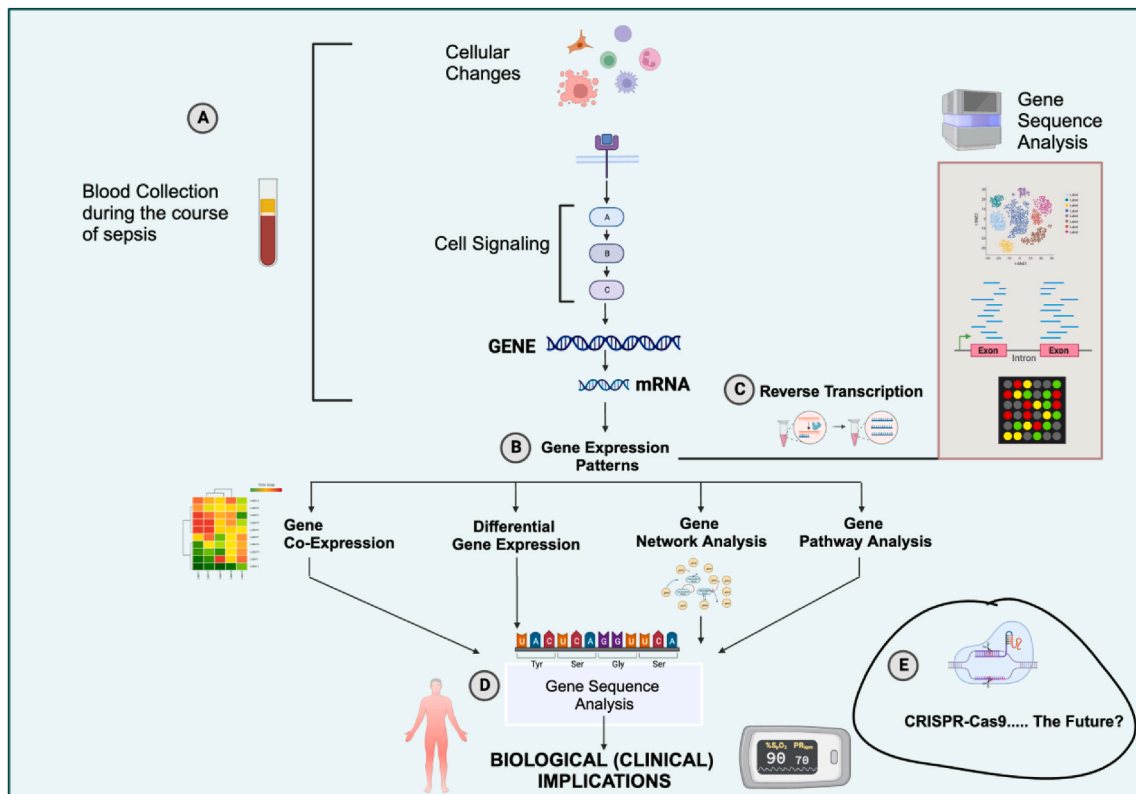 Cellular
Changes
A
Blood Collection
during the course
of sepsis
Gene
Sequence
Analysis
Cell Signaling
A
B
C
GENE
mRNA
Exon
Intron
Exon
C
Reverse Transcription
B
Gene Expression
Patterns
Gene
Co-Expression
Differential
Gene Expression
Gene
Network Analysis
Gene
Pathway Analysis
U A C U C A G G U U C A
Tyr Ser Gly Ser
D
Gene Sequence
Analysis
BIOLOGICAL (CLINICAL)
IMPLICATIONS
%SpO2 PRbpm
90 70
E
CRISPR-Cas9..... The Future?